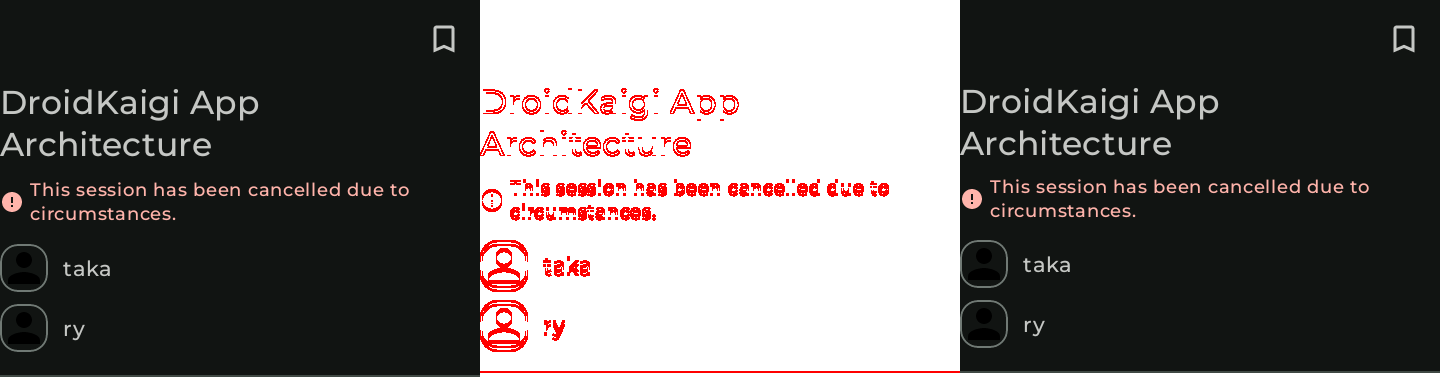 DroidKaigi App
Architecture
This session has been cancelled due to
circumstances.
taka
ry
DroidKaigi App
Architecture
This session has been cancelled due to
circumstances.
taka
ry
DroidKaigi App
Architecture
This session has been cancelled due to
circumstances.
taka
ry